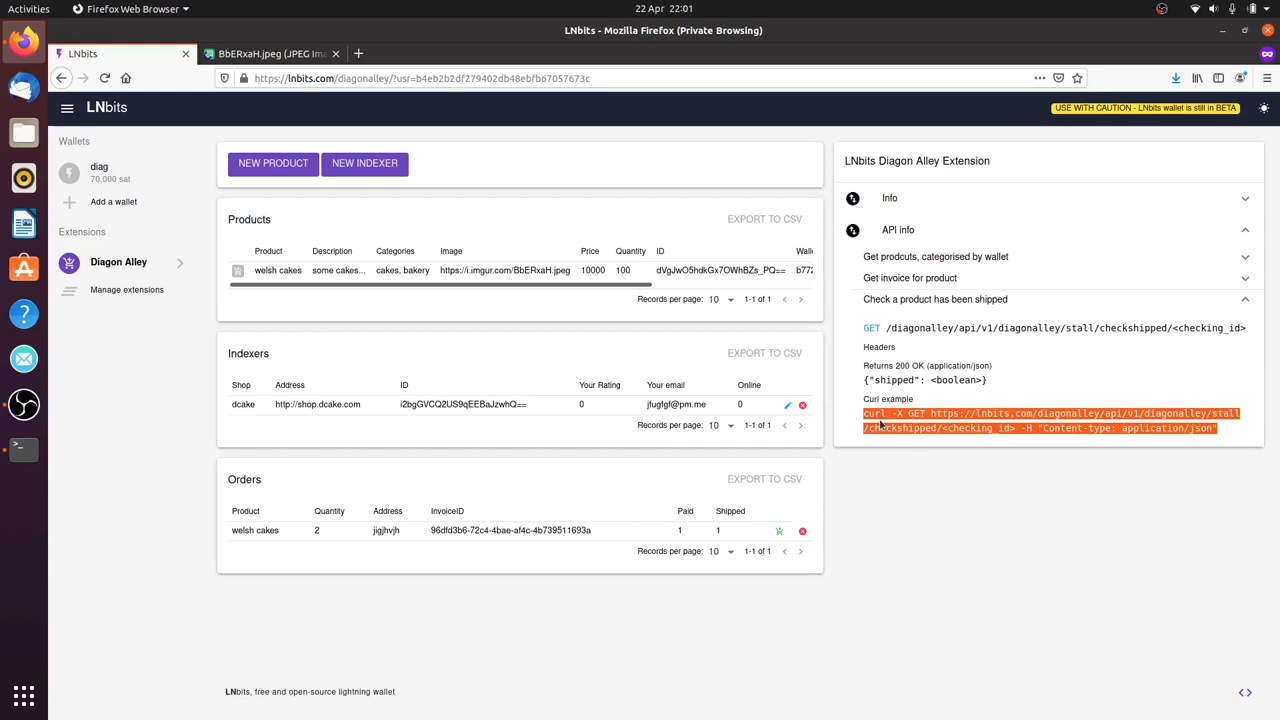 Activities
Firefox Web Browser
22 Apr 22:01
LNbits - Mozilla Firefox (Private Browsing)
LNbits
BbERxaH.jpeg (JPEG Ima
https://lnbits.com/diagonalley/?usr=b4eb2b2df279402db48ebfb67057673c
LNbits
USE WITH CAUTION - LNbits wallet is still in BETA
Wallets
diag
70,000 sat
Add a wallet
Extensions
Diagon Alley
Manage extensions
NEW PRODUCT
NEW INDEXER
Products
EXPORT TO CSV
Product Description Categories Image Price Quantity ID Wall
welsh cakes some cakes... cakes, bakery https://i.imgur.com/BbERxaH.jpeg 10000 100 dVgJwO5hdkGx7OWhBZs_PQ== b772
Records per page: 10 1-1 of 1
Indexers
EXPORT TO CSV
Shop Address ID Your Rating Your email Online
dcake http://shop.dcake.com i2bgGVCQ2US9qEEBaJzwhQ== 0 jfugfgf@pm.me 0
Records per page: 10 1-1 of 1
Orders
EXPORT TO CSV
Product Quantity Address InvoiceID Paid Shipped
welsh cakes 2 jigjhvjh 96dfd3b6-72c4-4bae-af4c-4b739511693a 1 1
Records per page: 10 1-1 of 1
LNbits Diagon Alley Extension
Info
API info
Get prodcuts, categorised by wallet
Get invoice for product
Check a product has been shipped
GET /diagonalley/api/v1/diagonalley/stall/checkshipped/<checking_id>
Headers
Returns 200 OK (application/json)
{"shipped": <boolean>}
Curl example
curl -X GET https://lnbits.com/diagonalley/api/v1/diagonalley/stall
/checkshipped/<checking_id> -H "Content-type: application/json"
LNbits, free and open-source lightning wallet